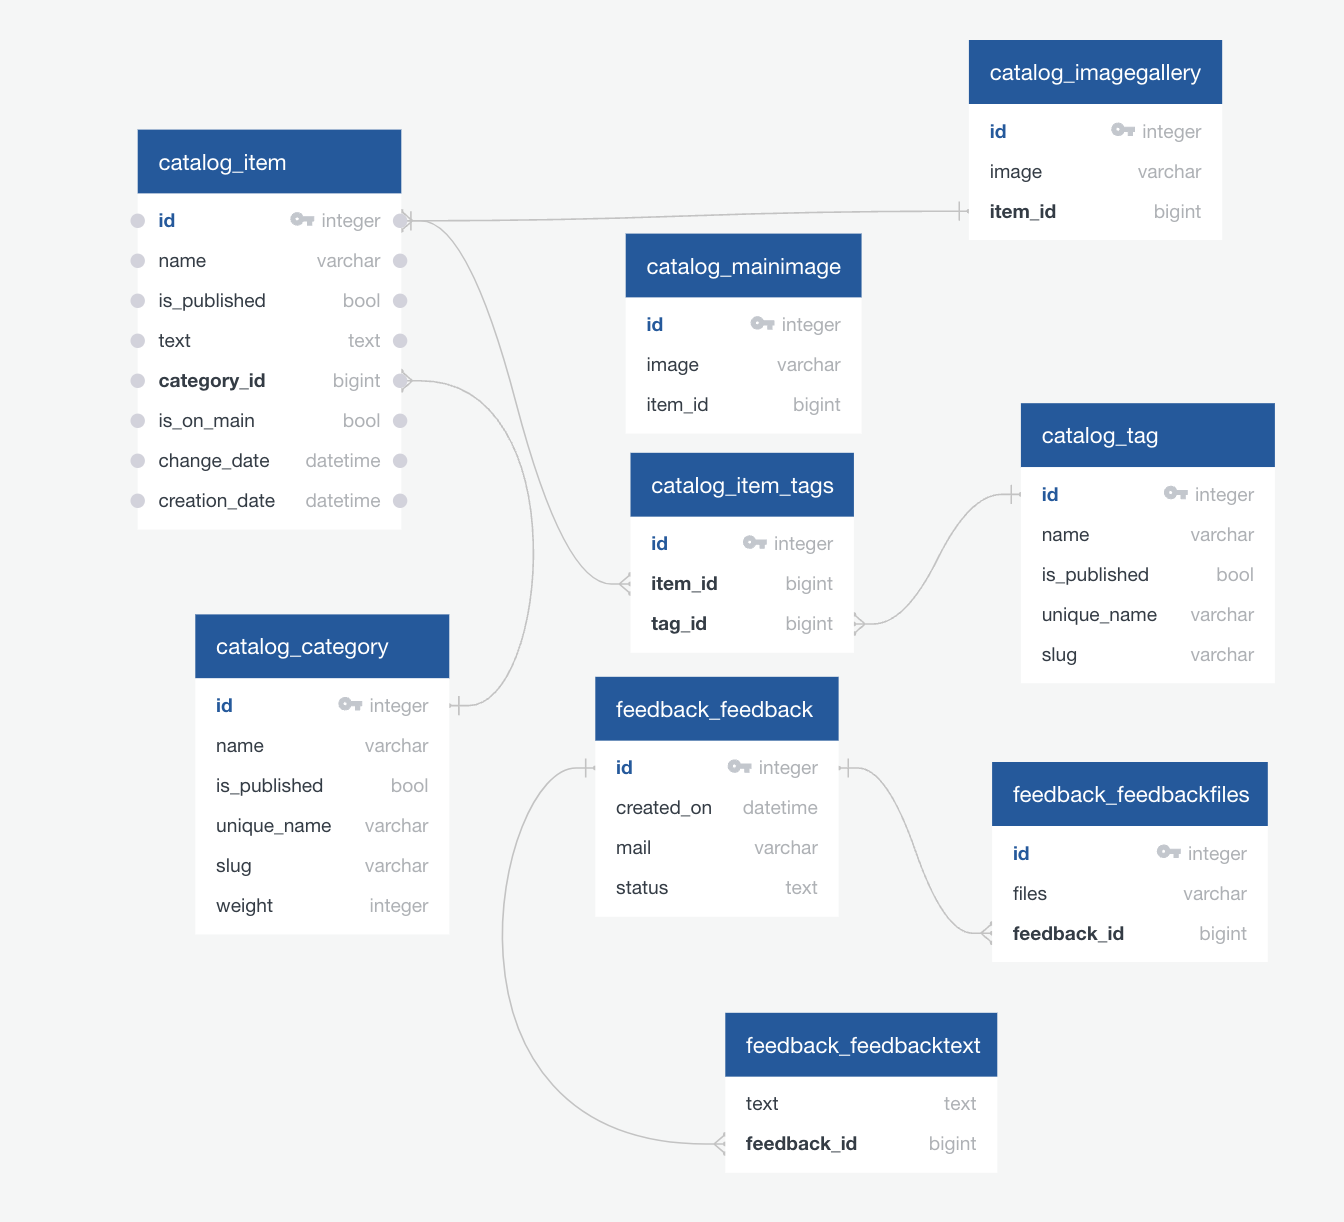 catalog_imagegallery
id integer
image varchar
item_id bigint
catalog_item
id integer
name varchar
is_published bool
text text
category_id bigint
is_on_main bool
change_date datetime
creation_date datetime
catalog_mainimage
id integer
image varchar
item_id bigint
catalog_tag
id integer
name varchar
is_published bool
unique_name varchar
slug varchar
catalog_item_tags
id integer
item_id bigint
tag_id bigint
catalog_category
id integer
name varchar
is_published bool
unique_name varchar
slug varchar
weight integer
feedback_feedback
id integer
created_on datetime
mail varchar
status text
feedback_feedbackfiles
id integer
files varchar
feedback_id bigint
feedback_feedbacktext
text text
feedback_id bigint